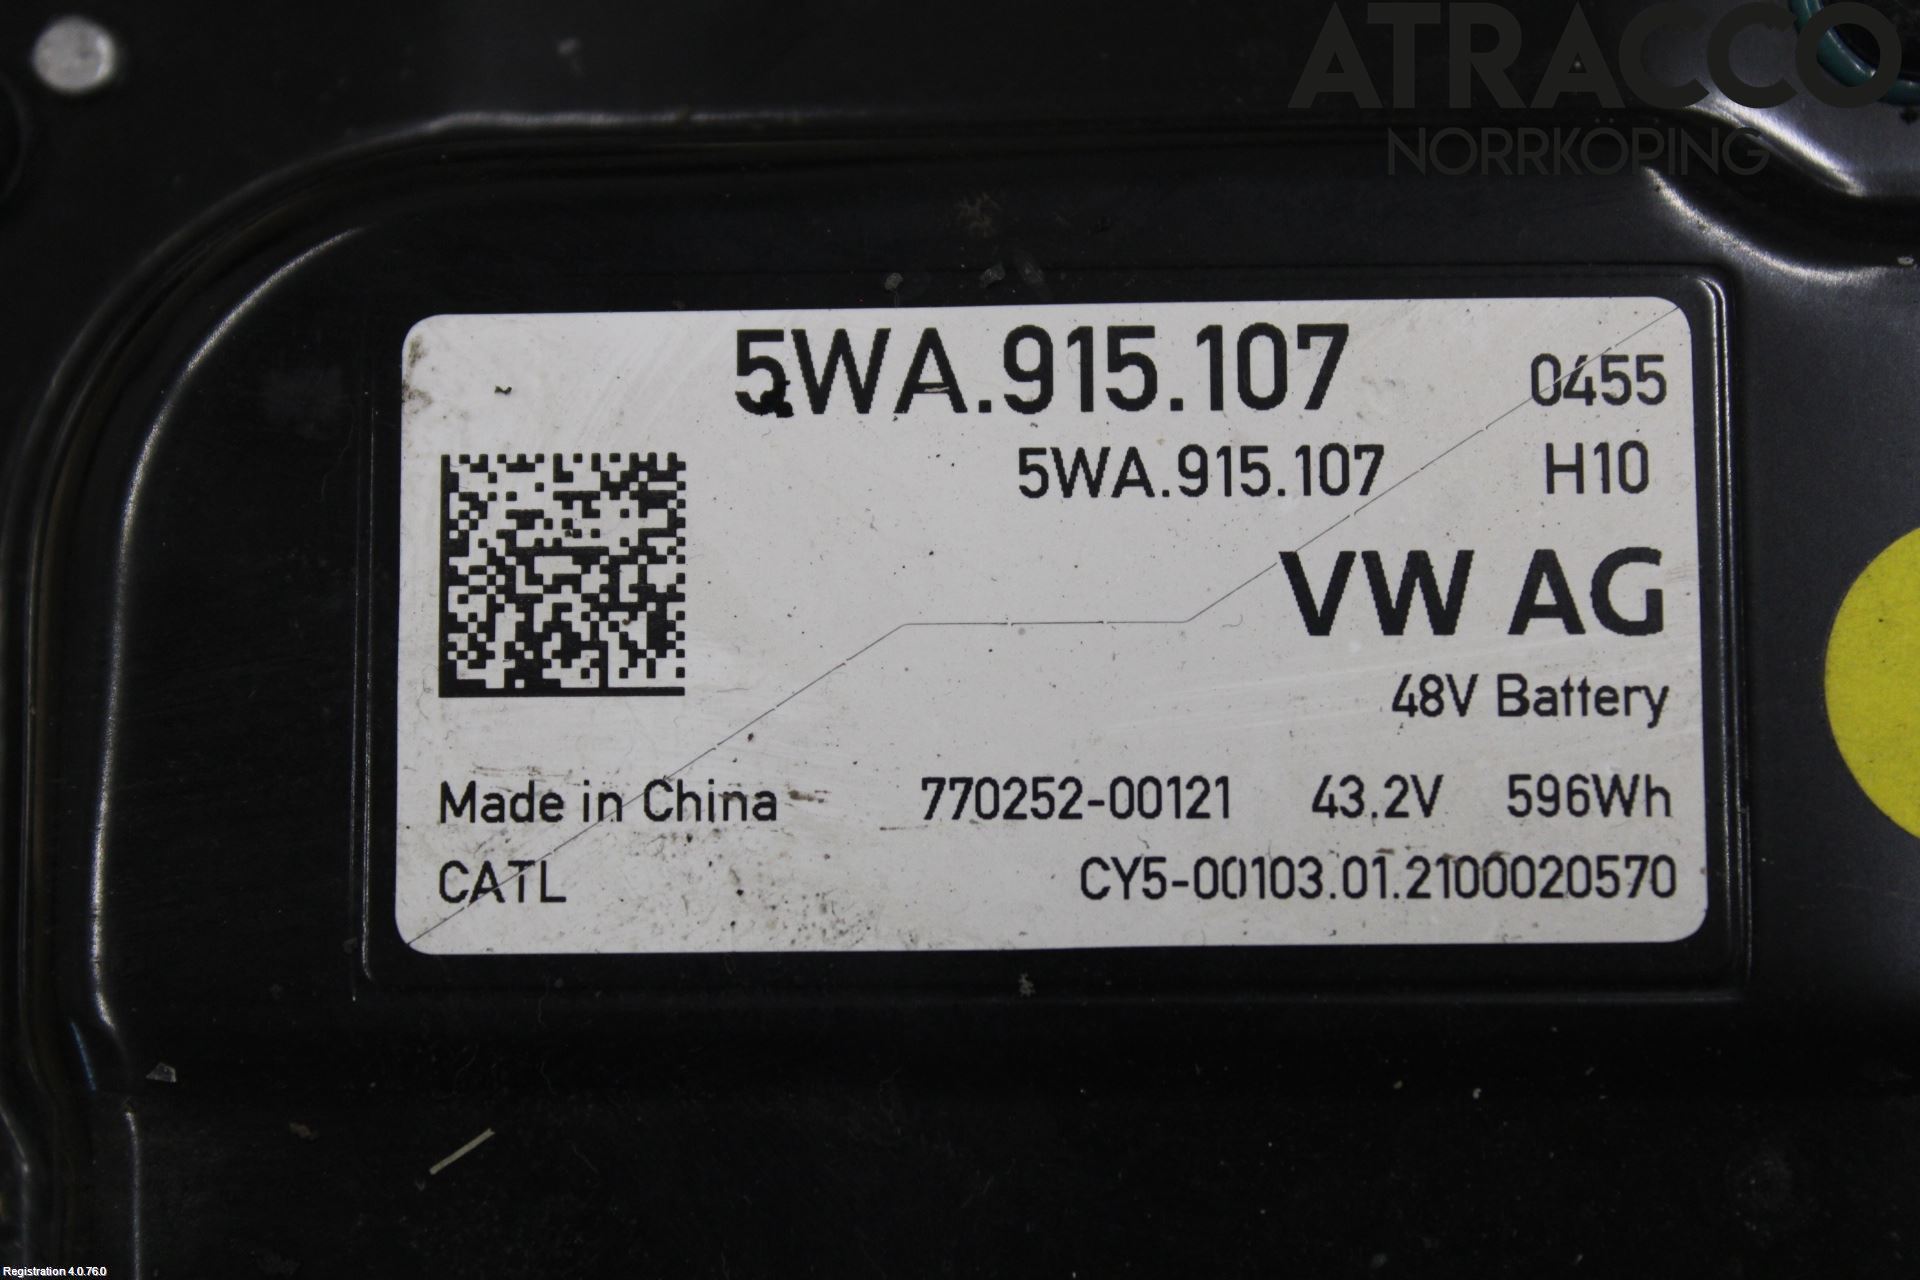 ATRACCO
NORRKOPING
5WA.915.107 0455
5WA.915.107 H10
VW AG
48V Battery
Made in China 770252-00121 43.2V 596Wh
CATL CY5-00103.01.2100020570
Registration 4.0.76.0